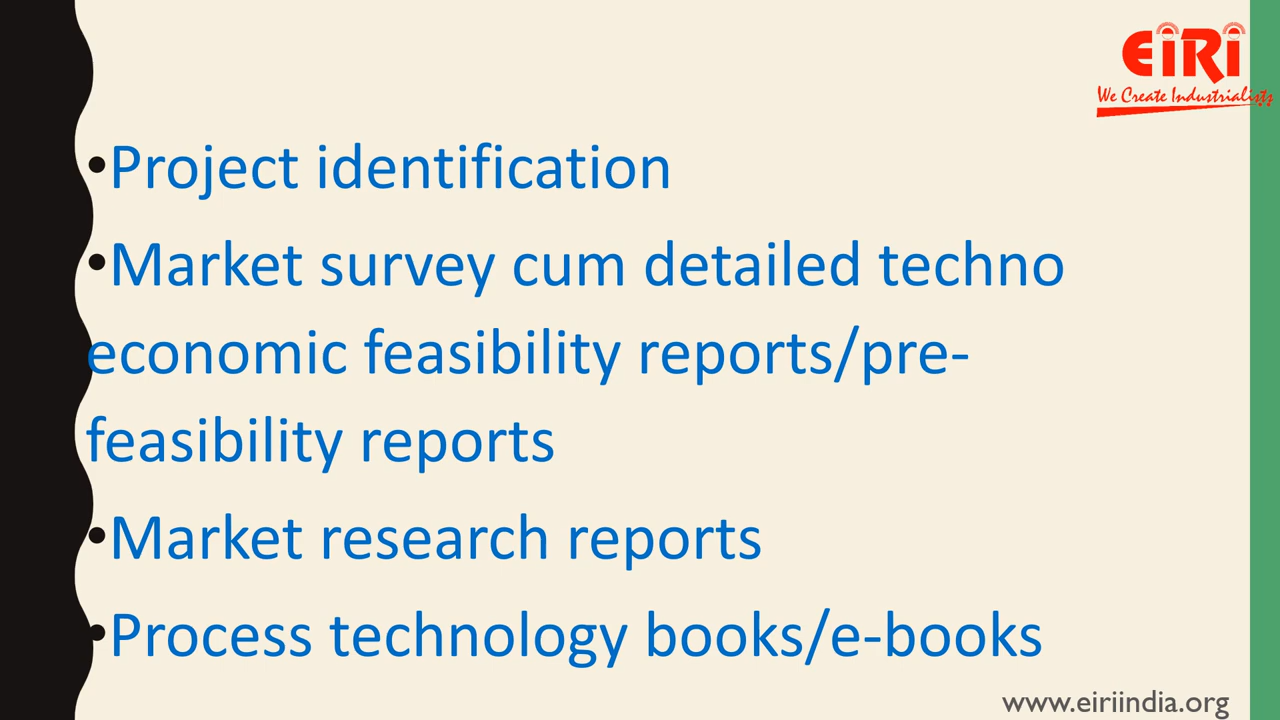 EiRi
We Create Industrialists
•Project identification
•Market survey cum detailed techno
economic feasibility reports/pre-
feasibility reports
•Market research reports
•Process technology books/e-books
www.eiriindia.org